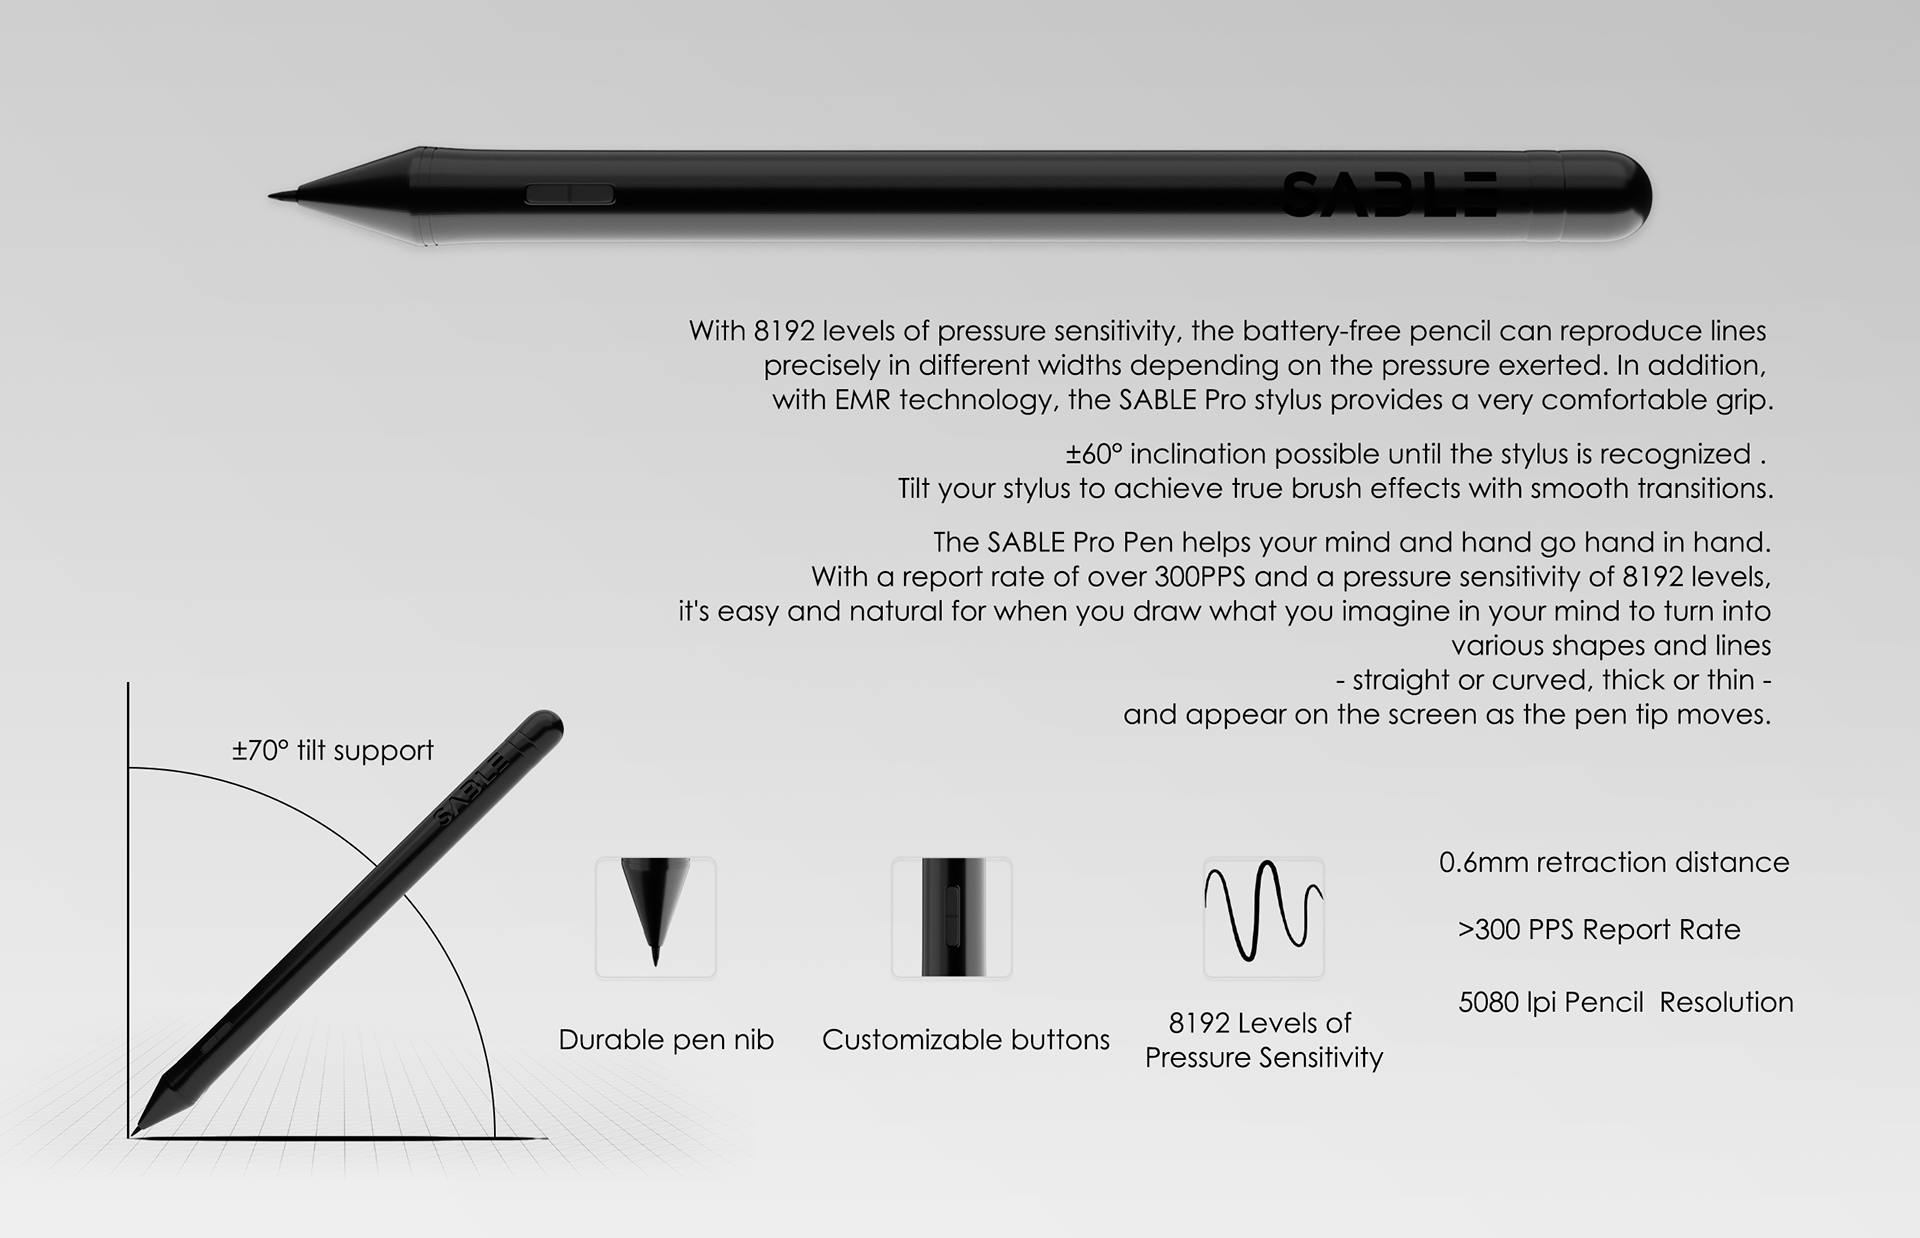 SABLE
With 8192 levels of pressure sensitivity, the battery-free pencil can reproduce lines
precisely in different widths depending on the pressure exerted. In addition,
with EMR technology, the SABLE Pro stylus provides a very comfortable grip.
±60° inclination possible until the stylus is recognized .
Tilt your stylus to achieve true brush effects with smooth transitions.
The SABLE Pro Pen helps your mind and hand go hand in hand.
With a report rate of over 300PPS and a pressure sensitivity of 8192 levels,
it's easy and natural for when you draw what you imagine in your mind to turn into
various shapes and lines
- straight or curved, thick or thin -
and appear on the screen as the pen tip moves.
±70° tilt support
SABLE
Durable pen nib
Customizable buttons
8192 Levels of
Pressure Sensitivity
0.6mm retraction distance
>300 PPS Report Rate
5080 lpi Pencil  Resolution